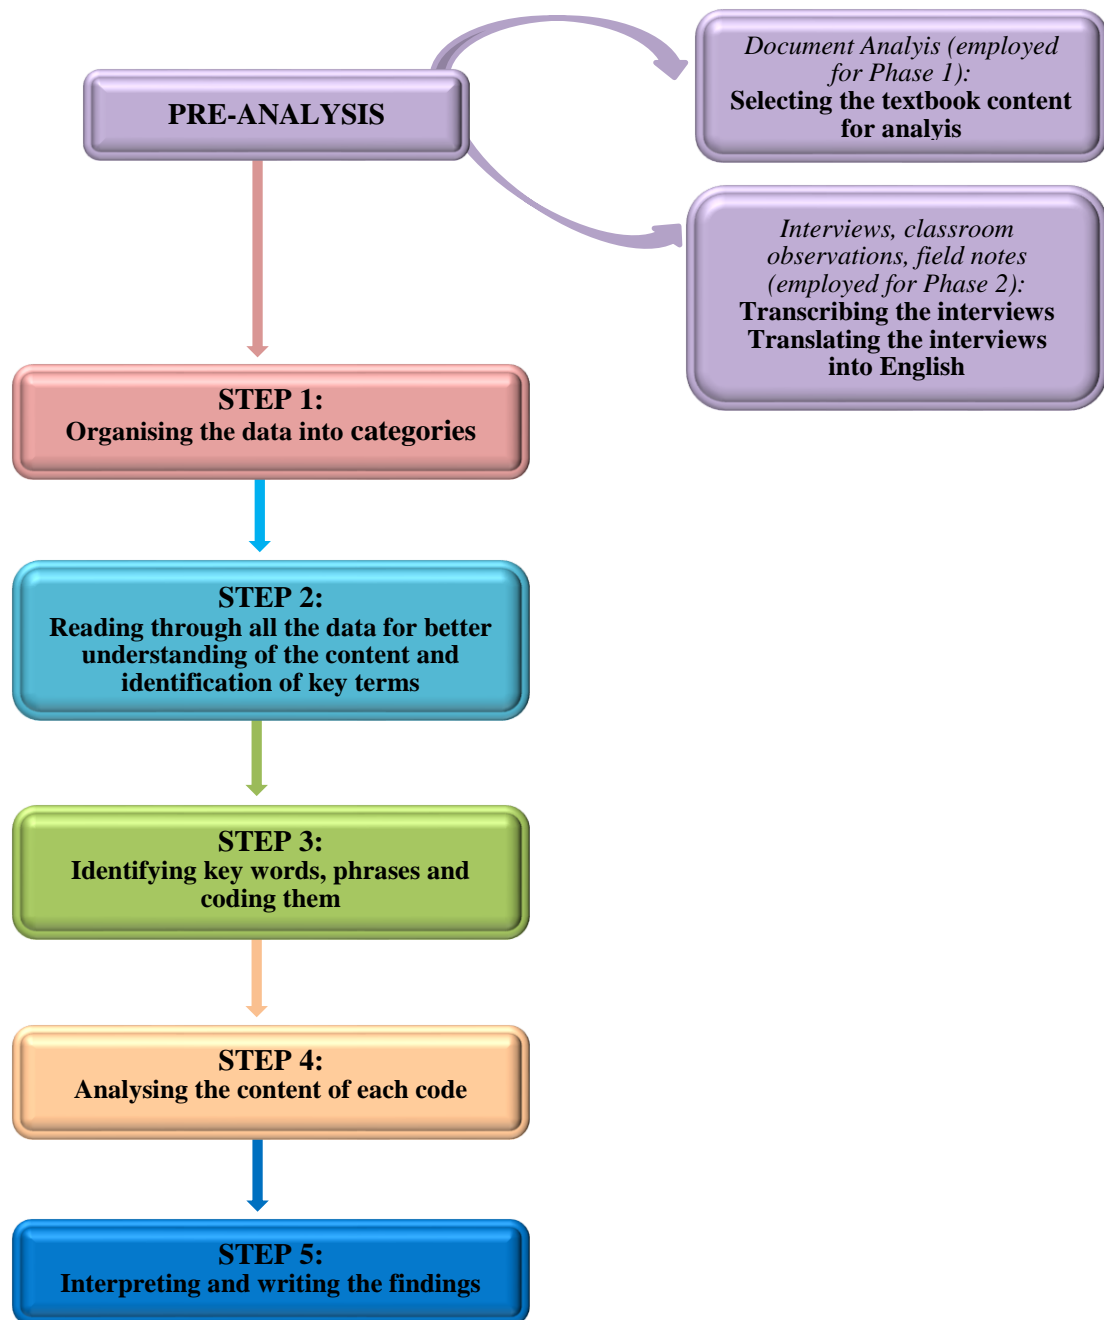 PRE-ANALYSIS
Document Analyis (employed
for Phase 1):
Selecting the textbook content
for analyis
Interviews, classroom
observations, field notes
(employed for Phase 2):
Transcribing the interviews
Translating the interviews
into English
STEP 1:
Organising the data into categories
STEP 2:
Reading through all the data for better
understanding of the content and
identification of key terms
STEP 3:
Identifying key words, phrases and
coding them
STEP 4:
Analysing the content of each code
STEP 5:
Interpreting and writing the findings